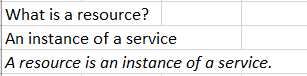 What is a resource?
An instance of a service
A resource is an instance of a service.